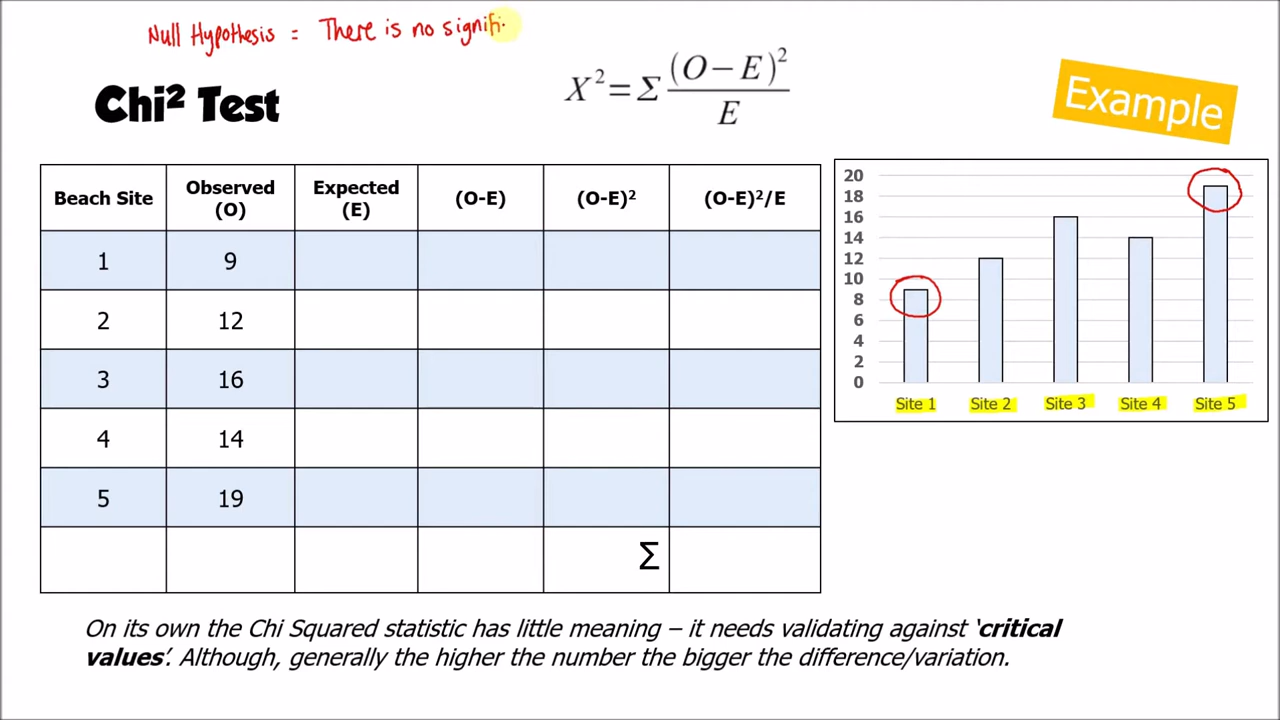 Null Hypothesis = There is no signifi
Chi² Test
X² = Σ (O − E)² / E
Example
Beach Site Observed (O) Expected (E) (O-E) (O-E)² (O-E)²/E
1 9
2 12
3 16
4 14
5 19
Σ
20
18
16
14
12
10
8
6
4
2
0
Site 1 Site 2 Site 3 Site 4 Site 5
On its own the Chi Squared statistic has little meaning – it needs validating against ‘critical
values’. Although, generally the higher the number the bigger the difference/variation.